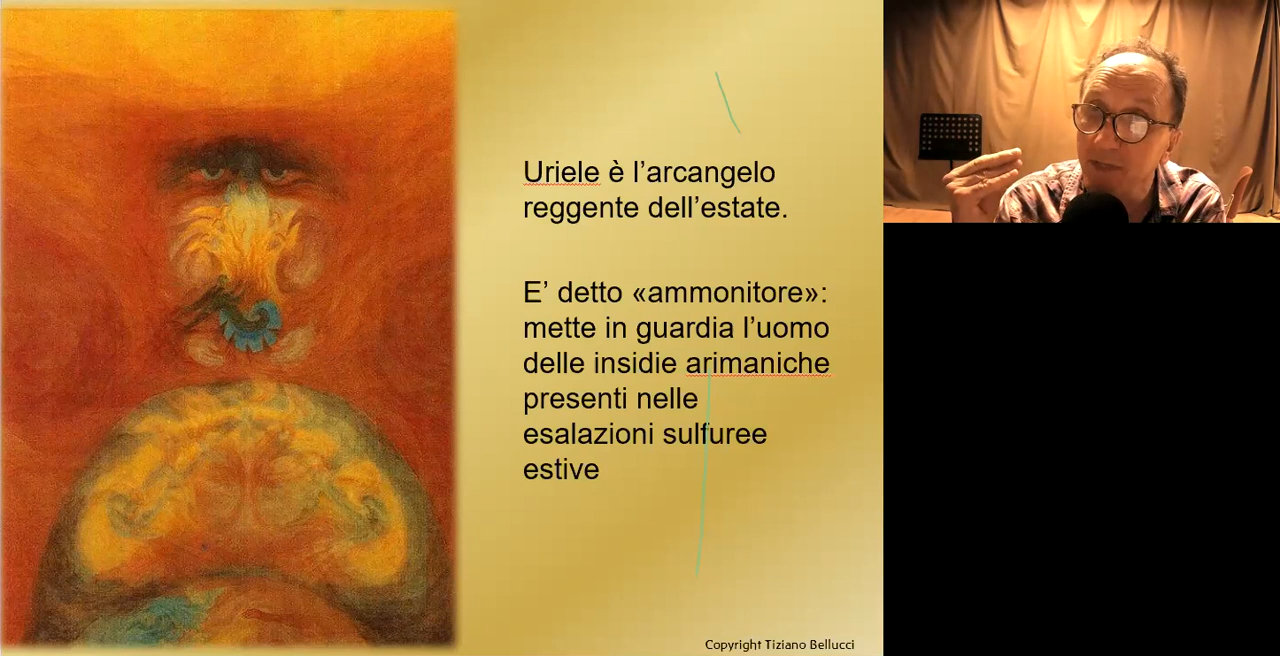 Uriele è l’arcangelo
reggente dell’estate.
E’ detto «ammonitore»:
mette in guardia l’uomo
delle insidie arimaniche
presenti nelle
esalazioni sulfuree
estive
Copyright Tiziano Bellucci